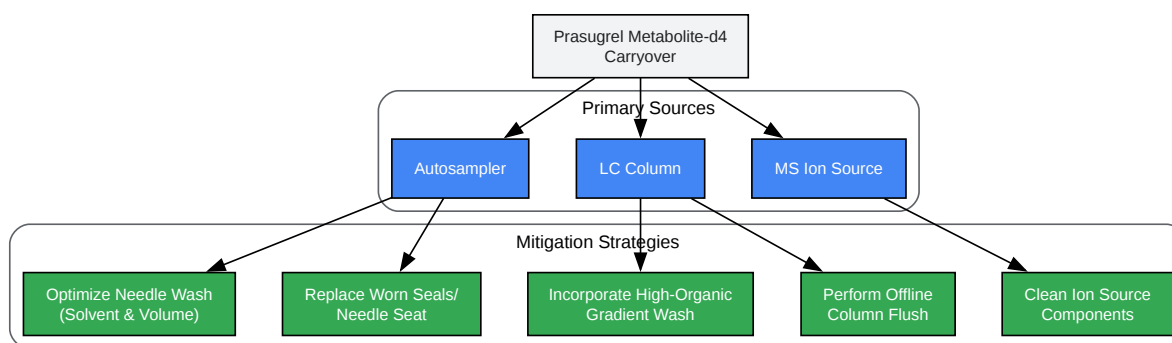 Prasugrel Metabolite-d4
Carryover
Primary Sources
Autosampler
LC Column
MS Ion Source
Mitigation Strategies
Optimize Needle Wash
(Solvent & Volume)
Replace Worn Seals/
Needle Seat
Incorporate High-Organic
Gradient Wash
Perform Offline
Column Flush
Clean Ion Source
Components